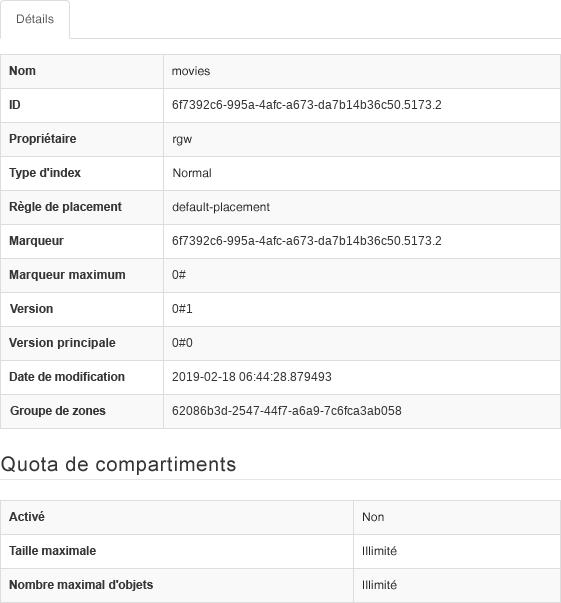 Détails
Nom movies
ID 6f7392c6-995a-4afc-a673-da7b14b36c50.5173.2
Propriétaire rgw
Type d'index Normal
Règle de placement default-placement
Marqueur 6f7392c6-995a-4afc-a673-da7b14b36c50.5173.2
Marqueur maximum 0#
Version 0#1
Version principale 0#0
Date de modification 2019-02-18 06:44:28.879493
Groupe de zones 62086b3d-2547-44f7-a6a9-7c6fca3ab058
Quota de compartiments
Activé Non
Taille maximale Illimité
Nombre maximal d'objets Illimité